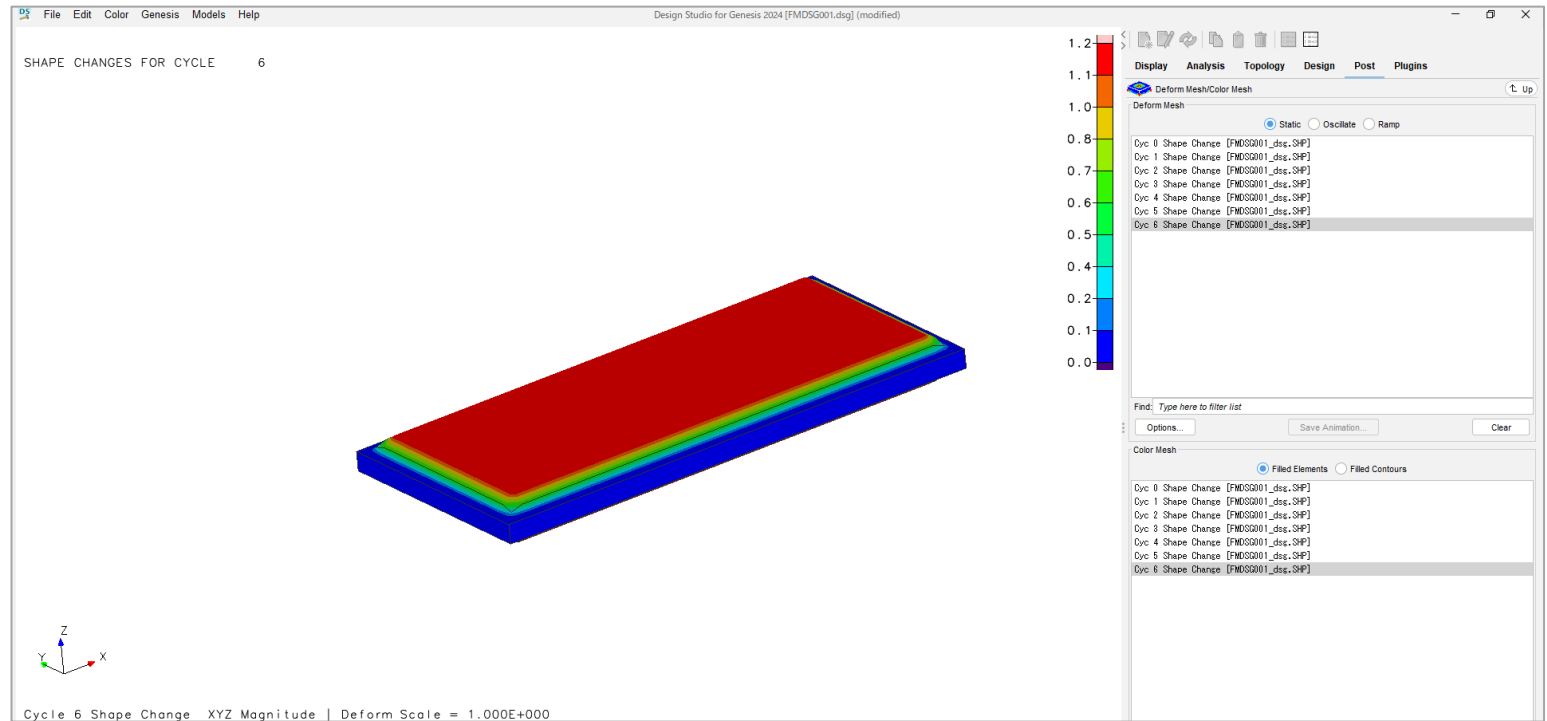 DS File Edit Color Genesis Models Help
Design Studio for Genesis 2024 [FMDSG001.dsg] (modified)
SHAPE CHANGES FOR CYCLE 6
1.2
1.1
1.0
0.8
0.7
0.6
0.5
0.4
0.2
0.1
0.0
Z
Y
X
Cycle 6 Shape Change XYZ Magnitude | Deform Scale = 1.000E+000
Display Analysis Topology Design Post Plugins
Deform Mesh/Color Mesh
Up
Deform Mesh
Static Oscillate Ramp
Cyc 0 Shape Change [FMDSG001_dsg.SHP]
Cyc 1 Shape Change [FMDSG001_dsg.SHP]
Cyc 2 Shape Change [FMDSG001_dsg.SHP]
Cyc 3 Shape Change [FMDSG001_dsg.SHP]
Cyc 4 Shape Change [FMDSG001_dsg.SHP]
Cyc 5 Shape Change [FMDSG001_dsg.SHP]
Cyc 6 Shape Change [FMDSG001_dsg.SHP]
Find: Type here to filter list
Options... Save Animation... Clear
Color Mesh
Filled Elements Filled Contours
Cyc 0 Shape Change [FMDSG001_dsg.SHP]
Cyc 1 Shape Change [FMDSG001_dsg.SHP]
Cyc 2 Shape Change [FMDSG001_dsg.SHP]
Cyc 3 Shape Change [FMDSG001_dsg.SHP]
Cyc 4 Shape Change [FMDSG001_dsg.SHP]
Cyc 5 Shape Change [FMDSG001_dsg.SHP]
Cyc 6 Shape Change [FMDSG001_dsg.SHP]